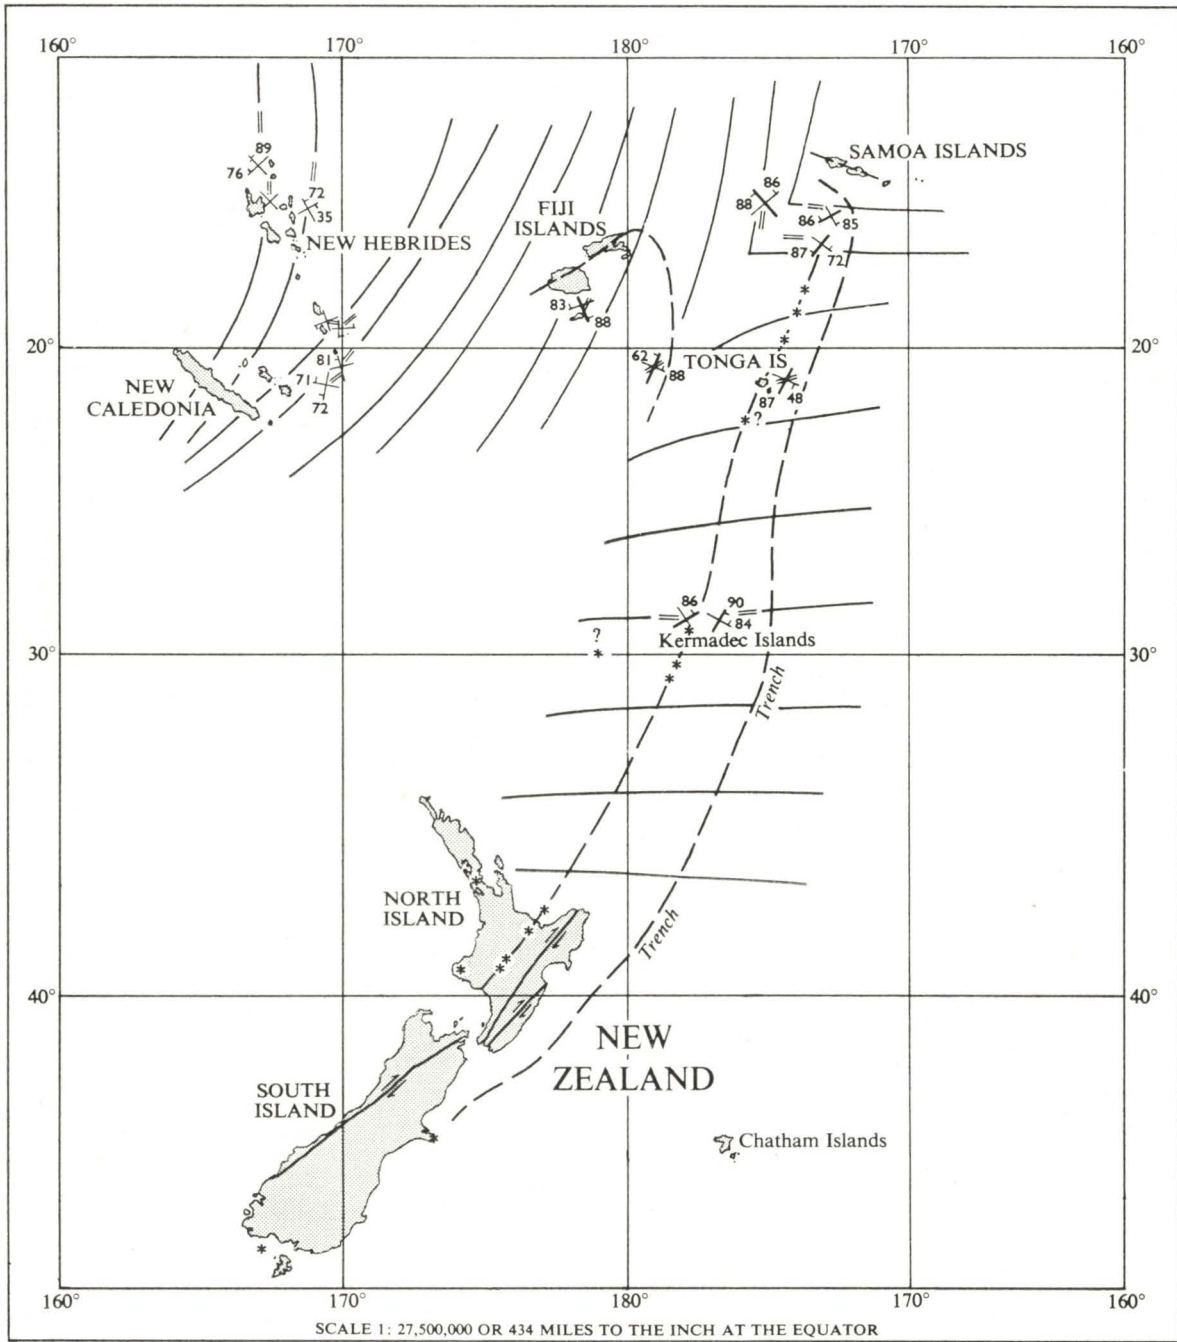 160° 170° 180° 170° 160°
SAMOA ISLANDS
89
76
72
35
86
88
86 85
FIJI
ISLANDS
NEW HEBRIDES
87 72
83
88
20° 20°
62
88
TONGA IS
81
71
72
NEW
CALEDONIA
87 48
?
86 90
84
Kermadec Islands
?
30° 30°
Trench
NORTH
ISLAND
Trench
40° 40°
NEW
ZEALAND
SOUTH
ISLAND
Chatham Islands
160° 170° 180° 170° 160°
SCALE 1: 27,500,000 OR 434 MILES TO THE INCH AT THE EQUATOR